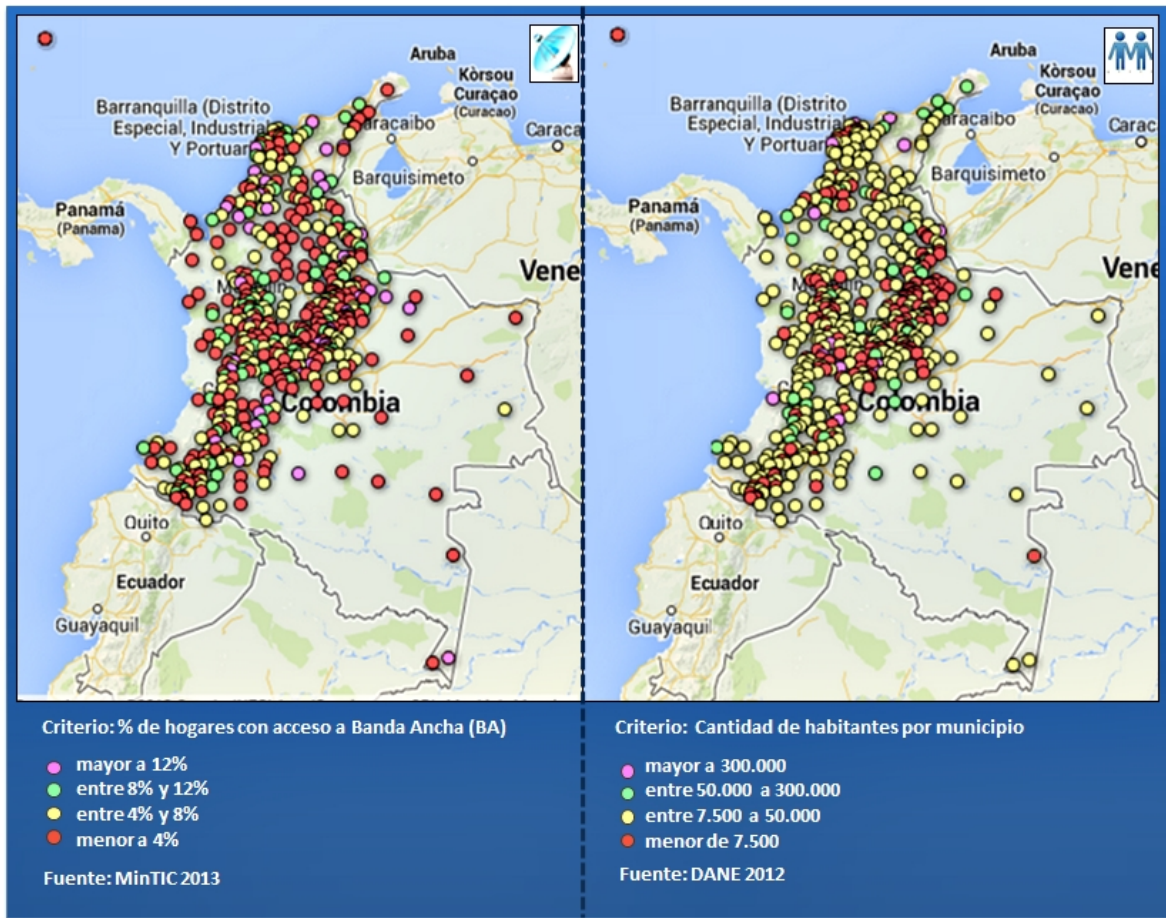 Aruba
Kòrsou
Curaçao
(Curacao)
Barranquilla (Distrito
Especial, Industrial
Y Portuar
aracaibo
Caraca
Barquisimeto
Panamá
(Panama)
Vene
Colombia
Quito
Ecuador
Guayaquil
Criterio: % de hogares con acceso a Banda Ancha (BA)
mayor a 12%
entre 8% y 12%
entre 4% y 8%
menor a 4%
Fuente: MinTIC 2013
Aruba
Kòrsou
Curaçao
(Curacao)
Barranquilla (Distrito
Especial, Industrial
Y Portuar
aracaibo
Carac
Barquisimeto
Panamá
(Panama)
Vene
Colombia
Quito
Ecuador
Guayaquil
Criterio: Cantidad de habitantes por municipio
mayor a 300.000
entre 50.000 a 300.000
entre 7.500 a 50.000
menor de 7.500
Fuente: DANE 2012